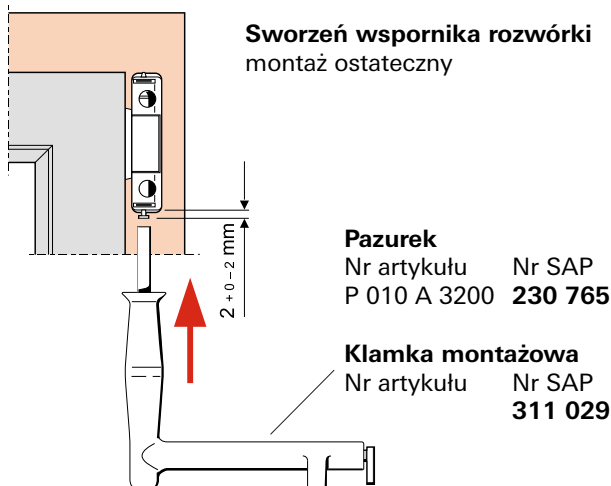 Sworzeń wspornika rozwórki
montaż ostateczny
2 +0 –2 mm
Pazurek
Nr artykułu Nr SAP
P 010 A 3200 230 765
Klamka montażowa
Nr artykułu Nr SAP
311 029